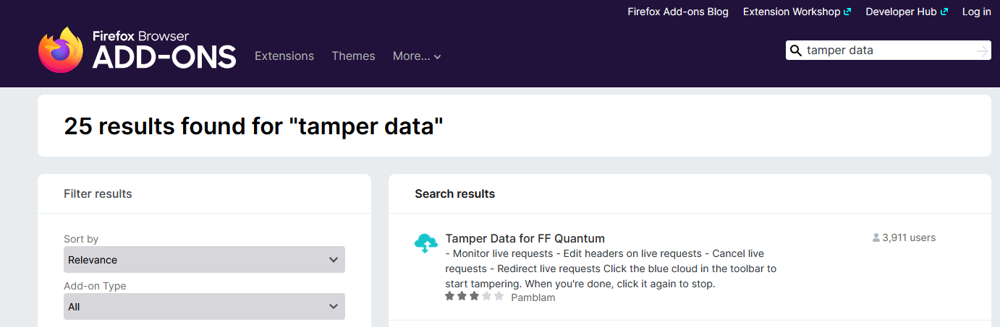 Firefox Add-ons Blog Extension Workshop Developer Hub Log in
Firefox Browser
ADD-ONS
Extensions Themes More...
tamper data
25 results found for "tamper data"
Filter results
Sort by
Relevance
Add-on Type
All
Search results
Tamper Data for FF Quantum
3,911 users
- Monitor live requests - Edit headers on live requests - Cancel live
requests - Redirect live requests Click the blue cloud in the toolbar to
start tampering. When you're done, click it again to stop.
Pamblam